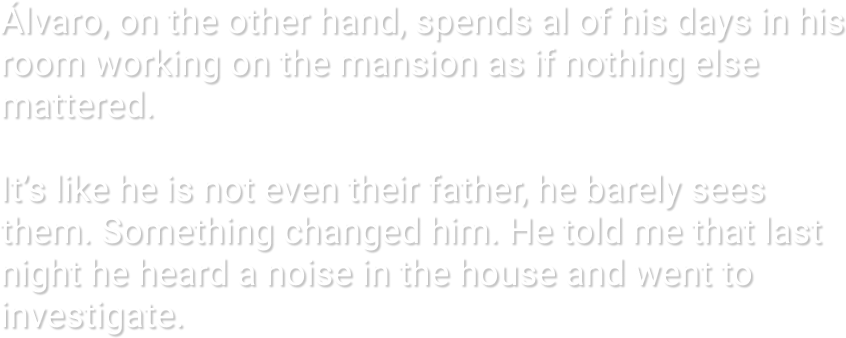 Álvaro, on the other hand, spends al of his days in his
room working on the mansion as if nothing else
mattered.
It’s like he is not even their father, he barely sees
them. Something changed him. He told me that last
night he heard a noise in the house and went to
investigate.